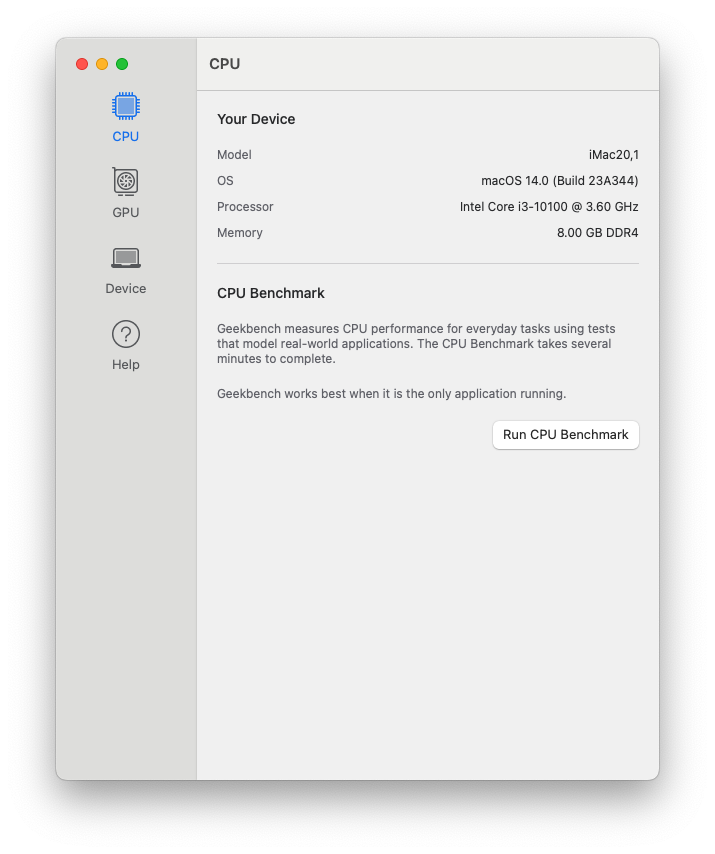 CPU
GPU
Device
Help
CPU
Your Device
Model iMac20,1
OS macOS 14.0 (Build 23A344)
Processor Intel Core i3-10100 @ 3.60 GHz
Memory 8.00 GB DDR4
CPU Benchmark
Geekbench measures CPU performance for everyday tasks using tests
that model real-world applications. The CPU Benchmark takes several
minutes to complete.
Geekbench works best when it is the only application running.
Run CPU Benchmark